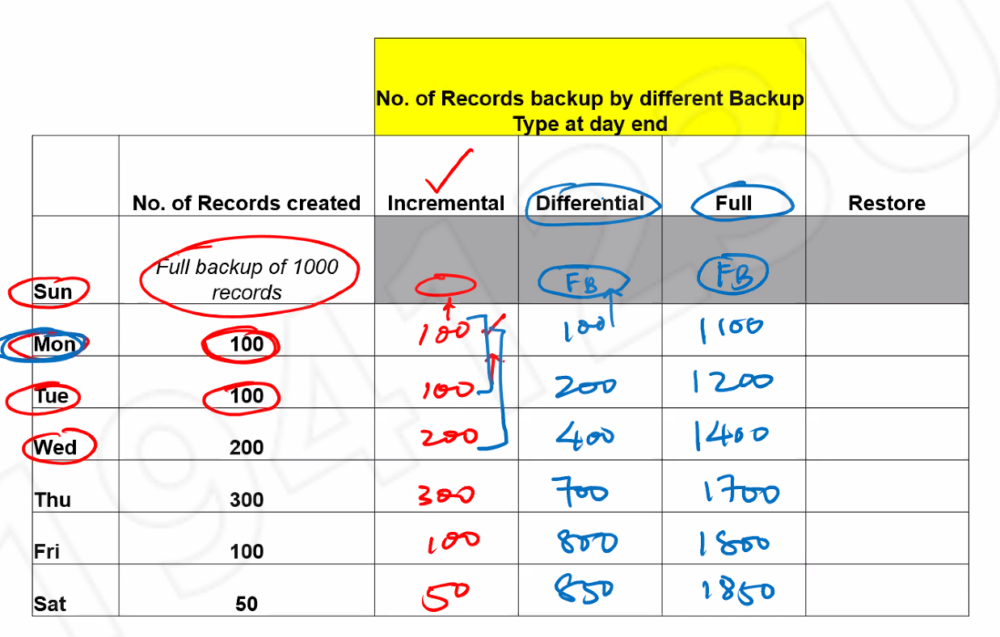 No. of Records backup by different Backup
Type at day end
No. of Records created Incremental Differential Full Restore
Sun Full backup of 1000 records FB FB
Mon 100 100 100 1100
Tue 100 100 200 1200
Wed 200 200 400 1400
Thu 300 300 700 1700
Fri 100 100 800 1800
Sat 50 50 850 1850
194123U